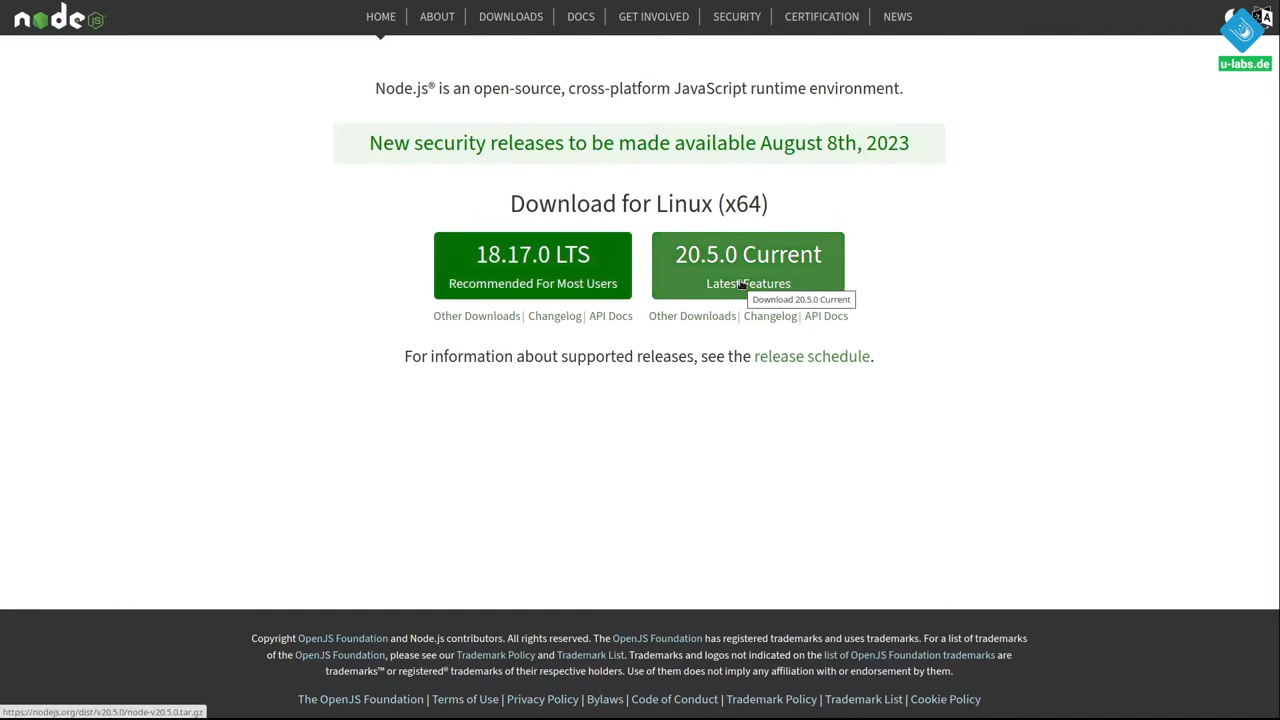 node JS
HOME | ABOUT | DOWNLOADS | DOCS | GET INVOLVED | SECURITY | CERTIFICATION | NEWS
u-labs.de
Node.js® is an open-source, cross-platform JavaScript runtime environment.
New security releases to be made available August 8th, 2023
Download for Linux (x64)
18.17.0 LTS
Recommended For Most Users
20.5.0 Current
Latest Features
Download 20.5.0 Current
Other Downloads | Changelog | API Docs
Other Downloads | Changelog | API Docs
For information about supported releases, see the release schedule.
Copyright OpenJS Foundation and Node.js contributors. All rights reserved. The OpenJS Foundation has registered trademarks and uses trademarks. For a list of trademarks
of the OpenJS Foundation, please see our Trademark Policy and Trademark List. Trademarks and logos not indicated on the list of OpenJS Foundation trademarks are
trademarks™ or registered® trademarks of their respective holders. Use of them does not imply any affiliation with or endorsement by them.
The OpenJS Foundation | Terms of Use | Privacy Policy | Bylaws | Code of Conduct | Trademark Policy | Trademark List | Cookie Policy
https://nodejs.org/dist/v20.5.0/node-v20.5.0.tar.gz